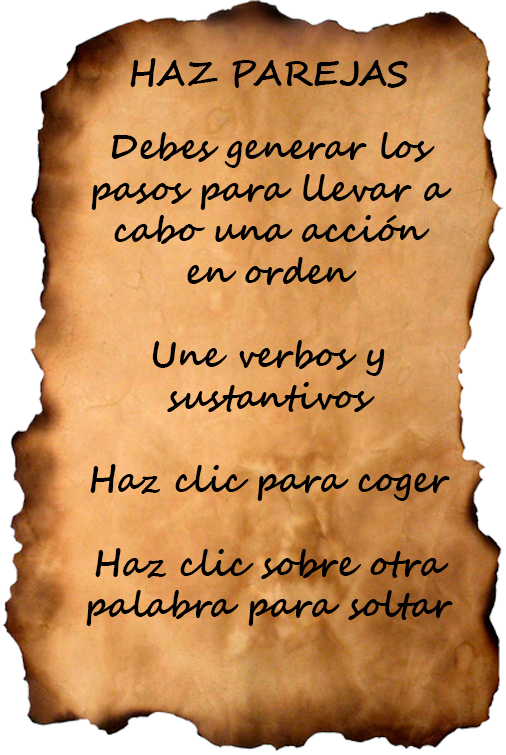 HAZ PAREJAS
Debes generar los
pasos para llevar a
cabo una acción
en orden
Une verbos y
sustantivos
Haz clic para coger
Haz clic sobre otra
palabra para soltar